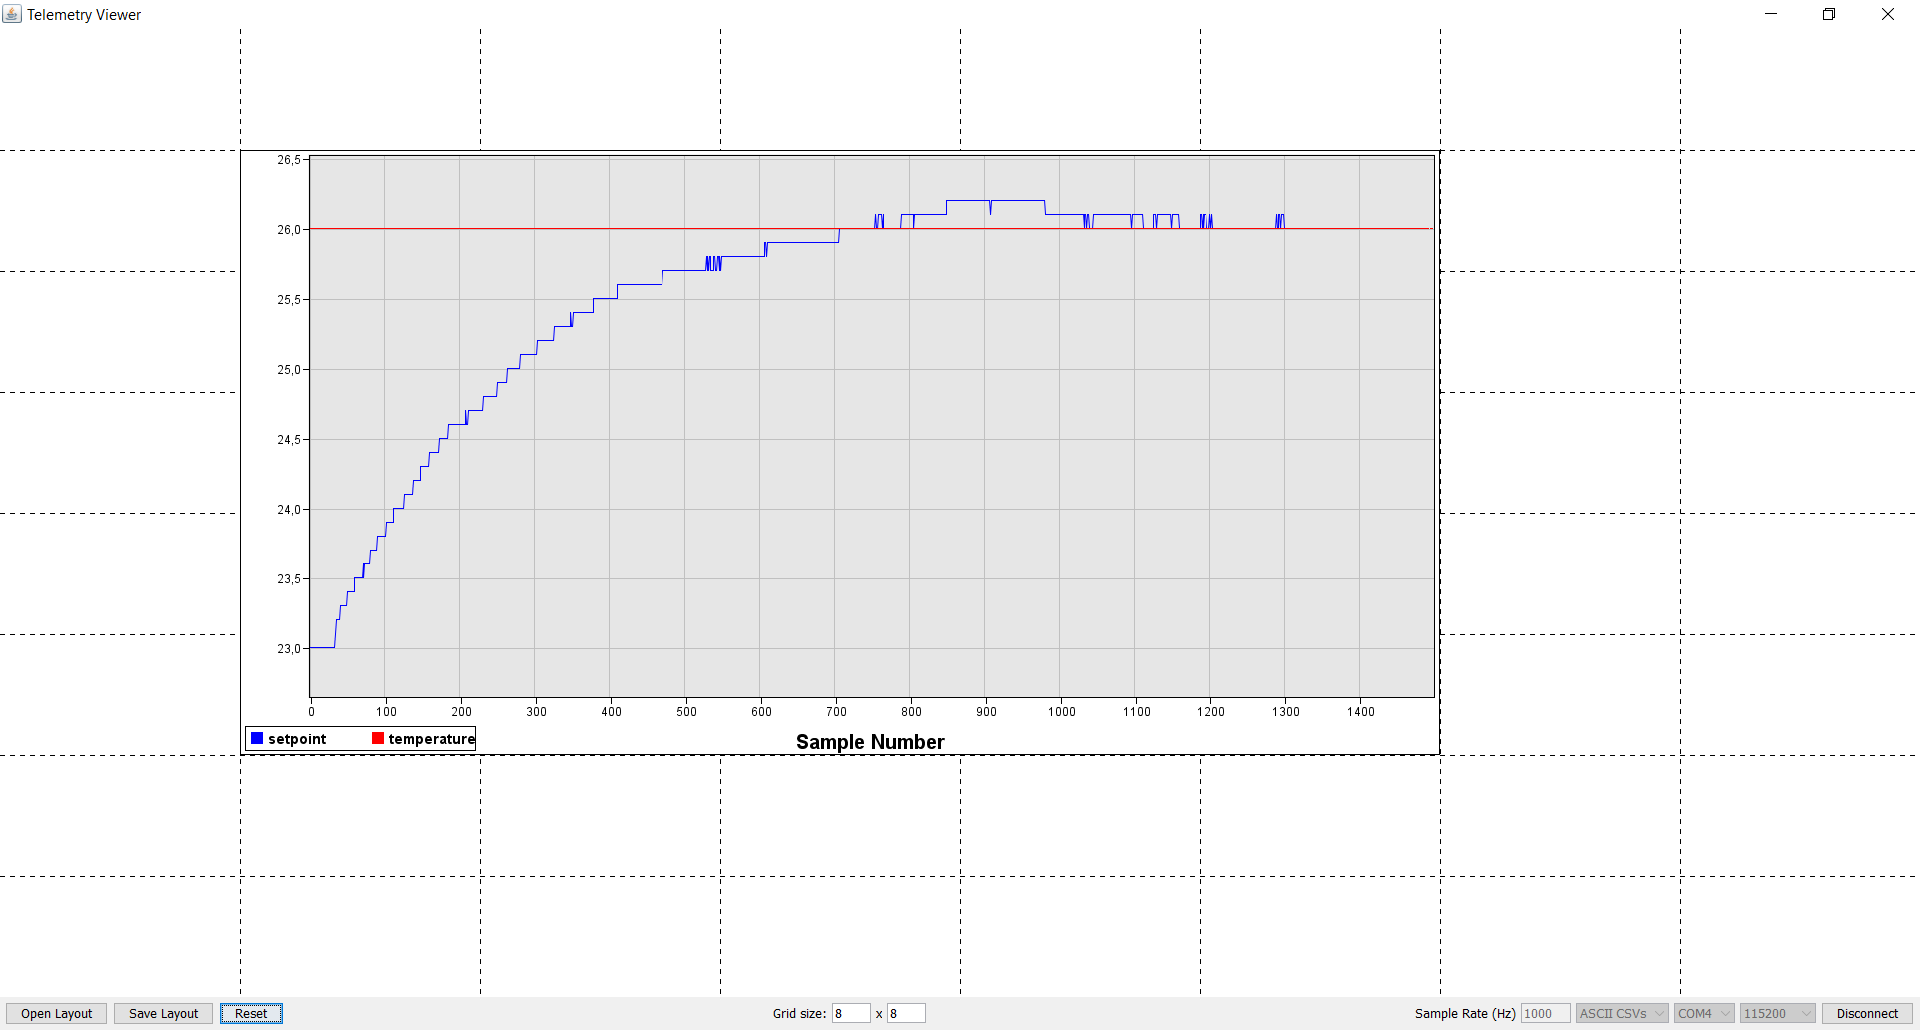 Telemetry Viewer
26,5
26,0
25,5
25,0
24,5
24,0
23,5
23,0
0 100 200 300 400 500 600 700 800 900 1000 1100 1200 1300 1400
setpoint temperature
Sample Number
Open Layout Save Layout Reset Grid size: 8 x 8 Sample Rate (Hz) 1000 ASCII CSVs COM4 115200 Disconnect